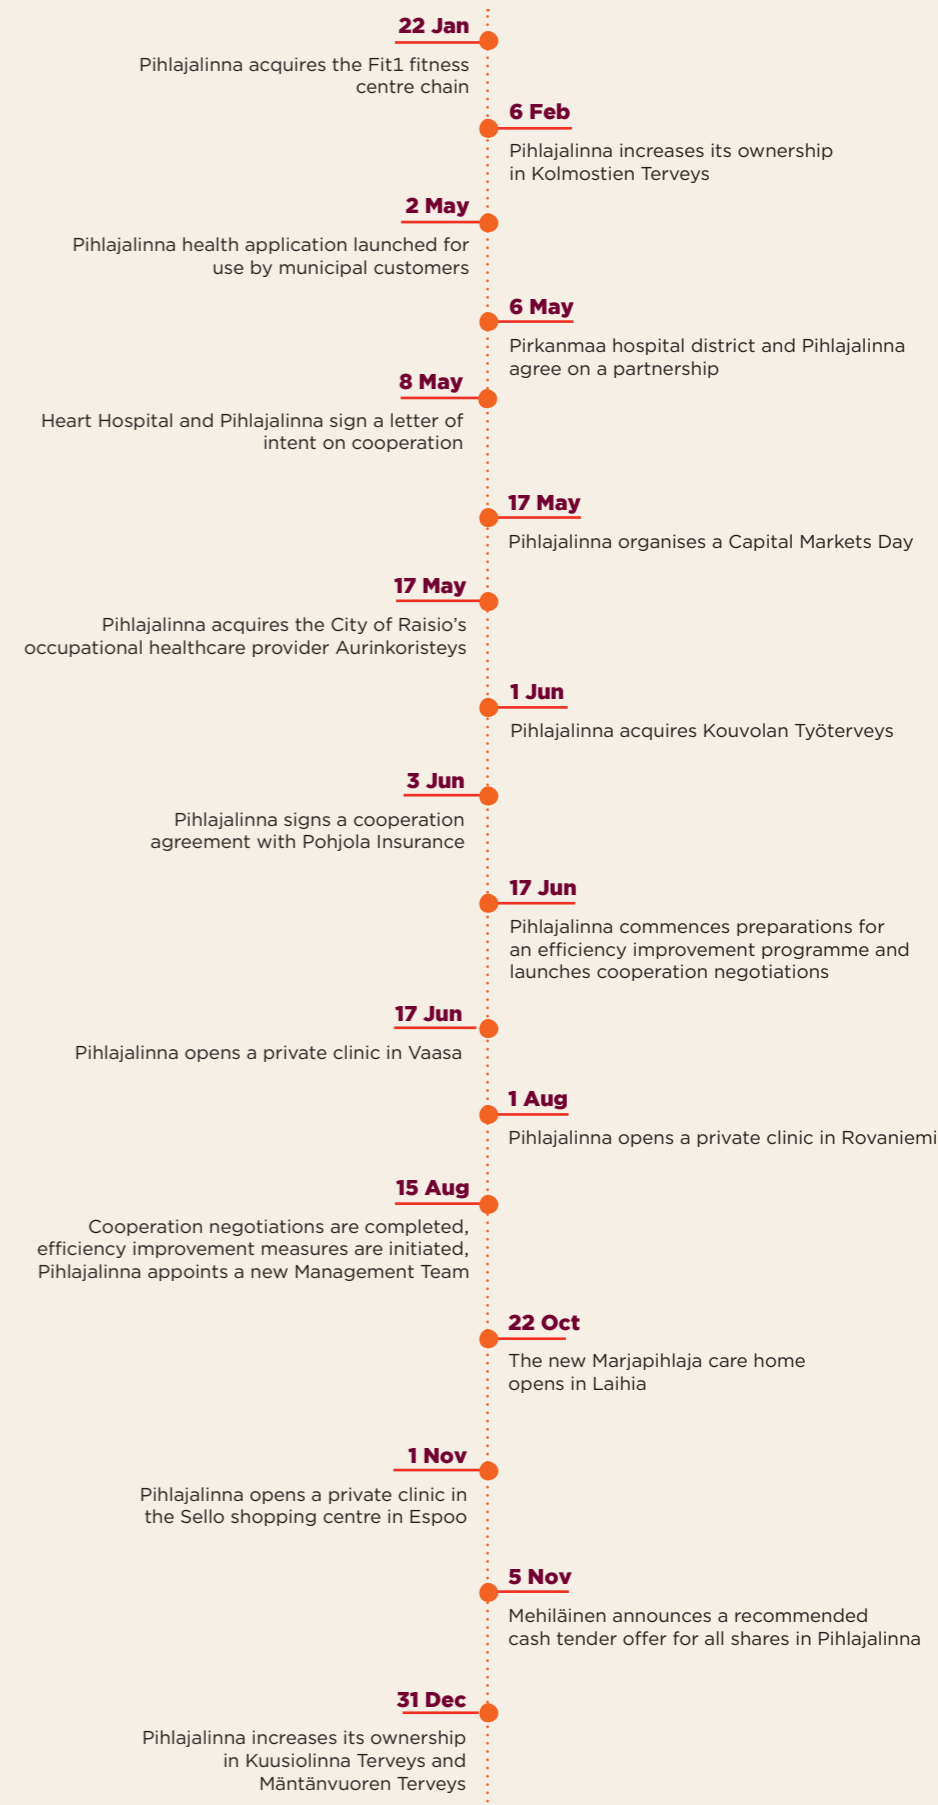 22 Jan
Pihlajalinna acquires the Fit1 fitness
centre chain
6 Feb
Pihlajalinna increases its ownership
in Kolmostien Terveys
2 May
Pihlajalinna health application launched for
use by municipal customers
6 May
Pirkanmaa hospital district and Pihlajalinna
agree on a partnership
8 May
Heart Hospital and Pihlajalinna sign a letter of
intent on cooperation
17 May
Pihlajalinna organises a Capital Markets Day
17 May
Pihlajalinna acquires the City of Raisio’s
occupational healthcare provider Aurinkoristeys
1 Jun
Pihlajalinna acquires Kouvolan Työterveys
3 Jun
Pihlajalinna signs a cooperation
agreement with Pohjola Insurance
17 Jun
Pihlajalinna commences preparations for
an efficiency improvement programme and
launches cooperation negotiations
17 Jun
Pihlajalinna opens a private clinic in Vaasa
1 Aug
Pihlajalinna opens a private clinic in Rovaniemi
15 Aug
Cooperation negotiations are completed,
efficiency improvement measures are initiated,
Pihlajalinna appoints a new Management Team
22 Oct
The new Marjapihlaja care home
opens in Laihia
1 Nov
Pihlajalinna opens a private clinic in
the Sello shopping centre in Espoo
5 Nov
Mehiläinen announces a recommended
cash tender offer for all shares in Pihlajalinna
31 Dec
Pihlajalinna increases its ownership
in Kuusiolinna Terveys and
Mäntänvuoren Terveys